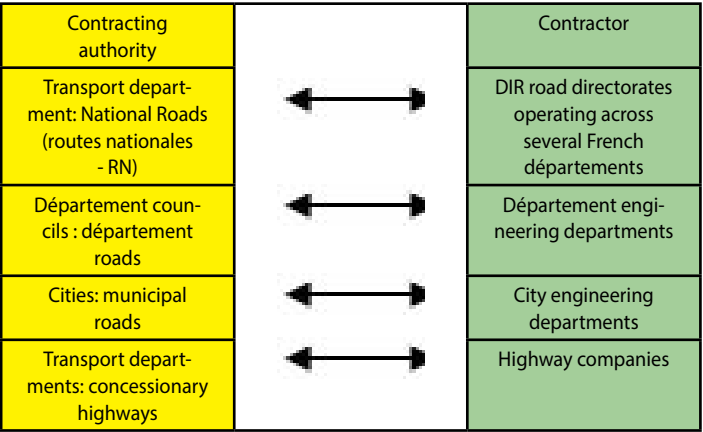 Contracting
authority
Contractor
Transport depart-
ment: National Roads
(routes nationales
- RN)
DIR road directorates
operating across
several French
départements
Département coun-
cils : département
roads
Département engi-
neering departments
Cities: municipal
roads
City engineering
departments
Transport depart-
ments: concessionary
highways
Highway companies